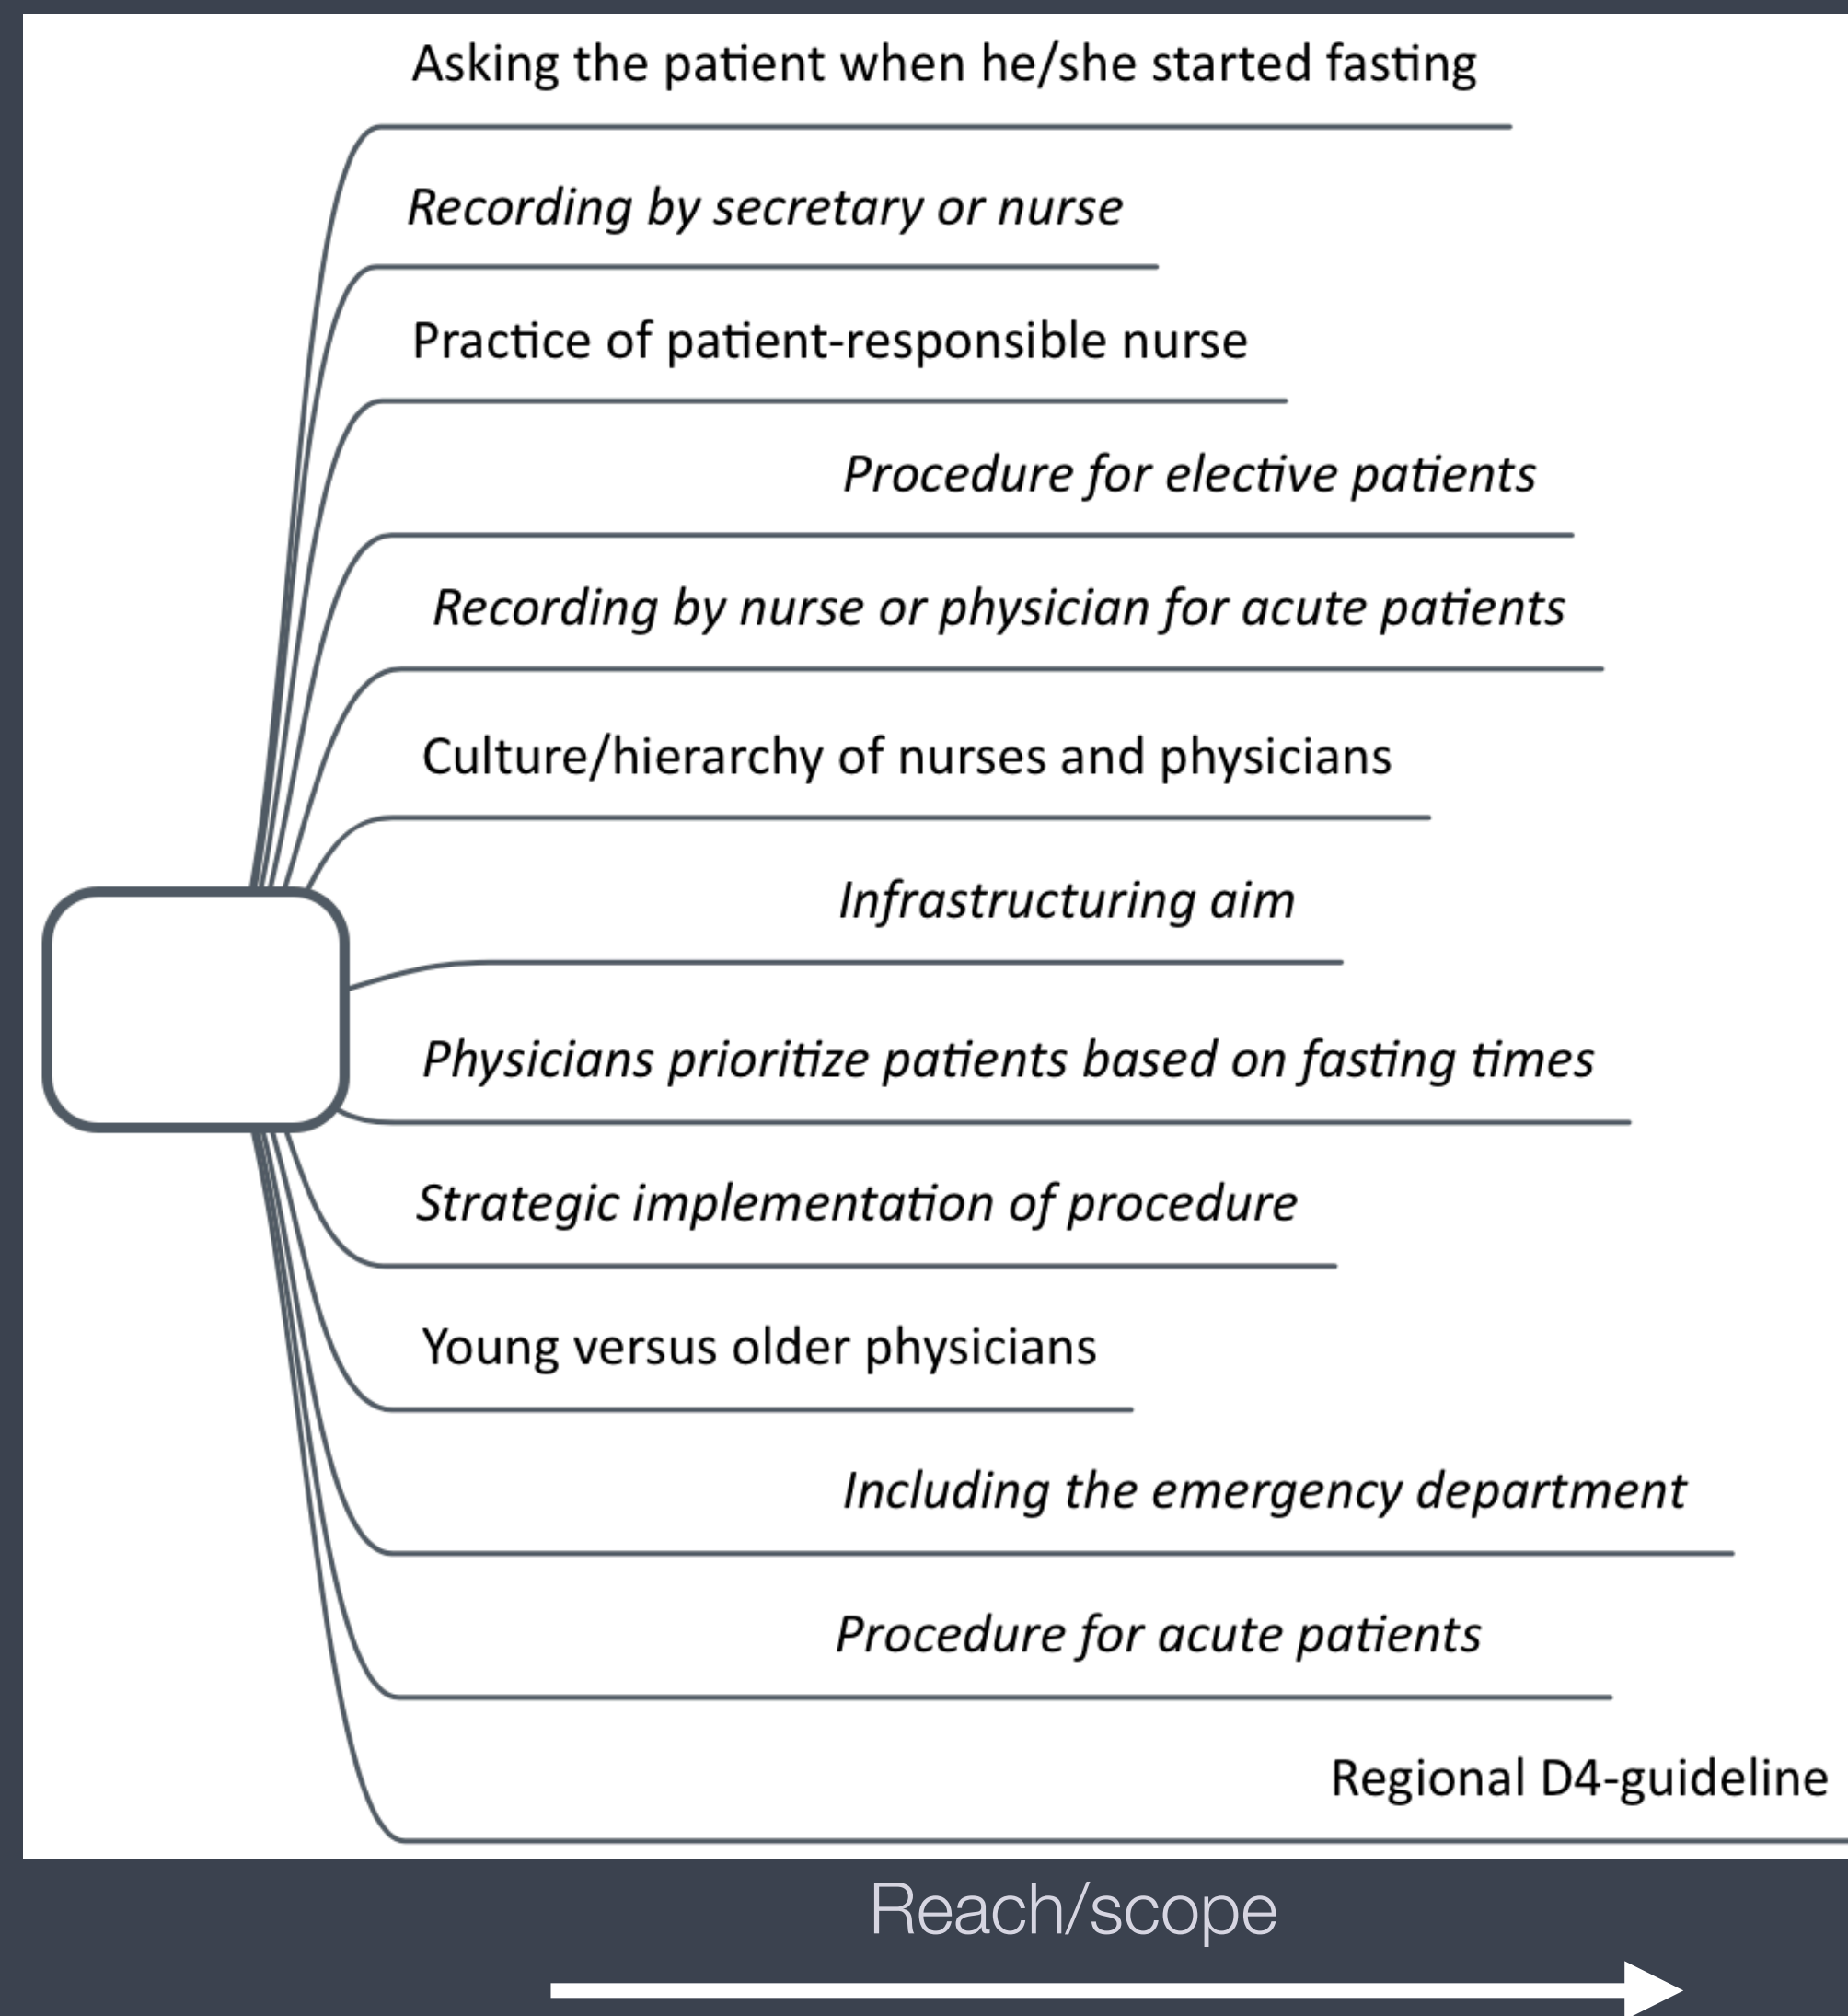 Asking the patient when he/she started fasting
Recording by secretary or nurse
Practice of patient-responsible nurse
Procedure for elective patients
Recording by nurse or physician for acute patients
Culture/hierarchy of nurses and physicians
Infrastructuring aim
Physicians prioritize patients based on fasting times
Strategic implementation of procedure
Young versus older physicians
Including the emergency department
Procedure for acute patients
Regional D4-guideline
Reach/scope